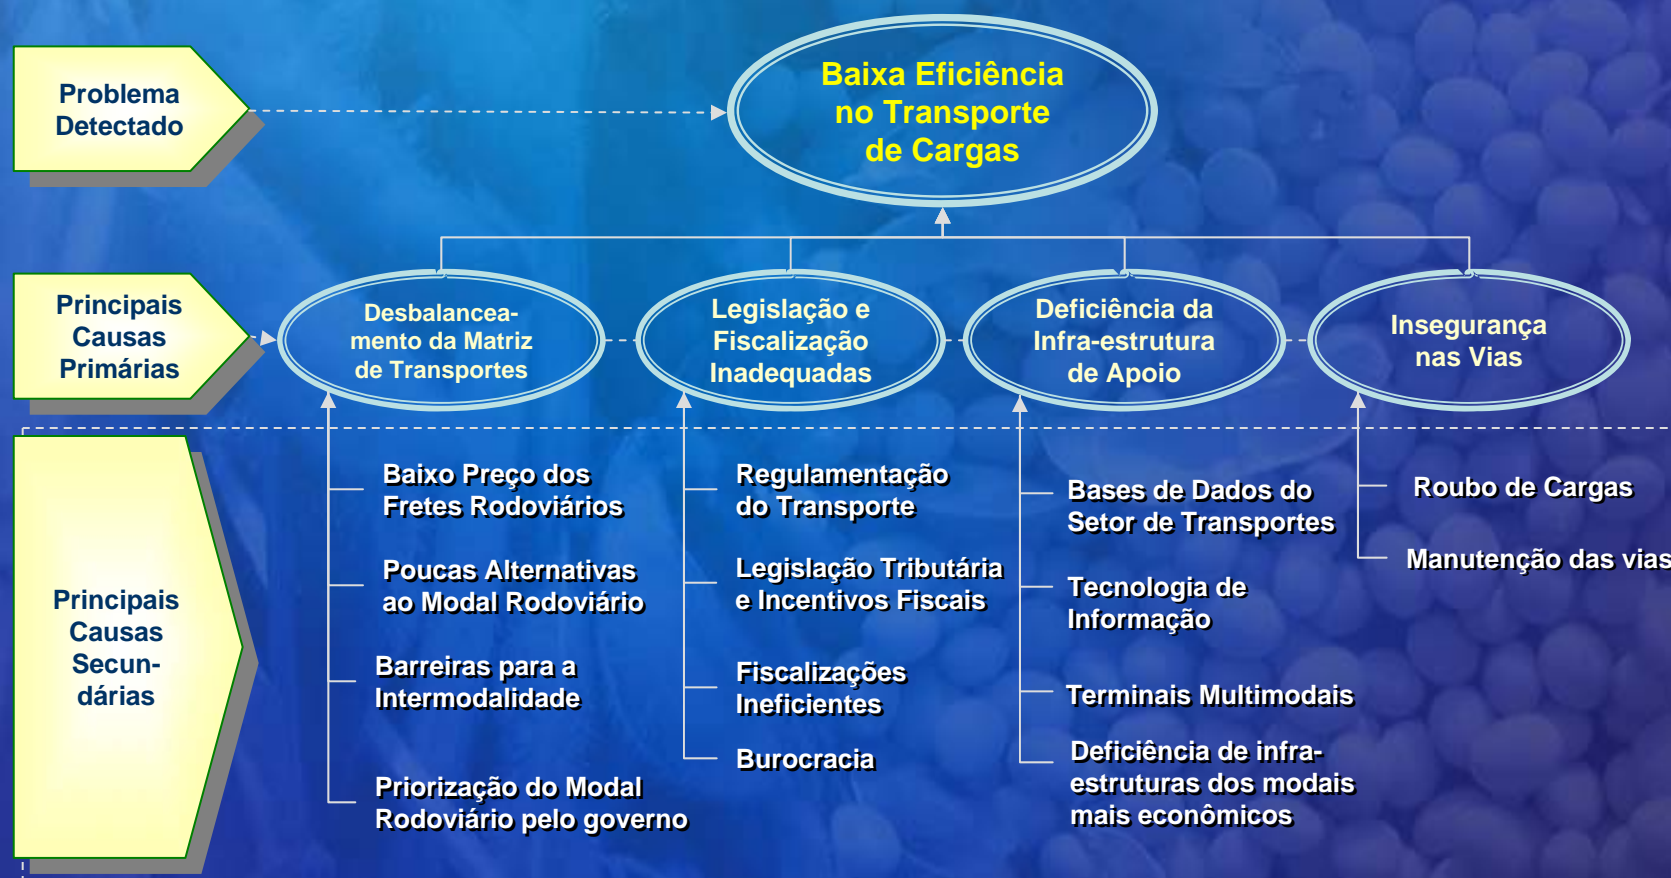 Problema
Detectado
Baixa Eficiência
no Transporte
de Cargas
Principais
Causas
Primárias
Desbalancea-
mento da Matriz
de Transportes
Legislação e
Fiscalização
Inadequadas
Deficiência da
Infra-estrutura
de Apoio
Insegurança
nas Vias
Principais
Causas
Secun-
dárias
Baixo Preço dos
Fretes Rodoviários
Poucas Alternativas
ao Modal Rodoviário
Barreiras para a
Intermodalidade
Priorização do Modal
Rodoviário pelo governo
Regulamentação
do Transporte
Legislação Tributária
e Incentivos Fiscais
Fiscalizações
Ineficientes
Burocracia
Bases de Dados do
Setor de Transportes
Tecnologia de
Informação
Terminais Multimodais
Deficiência de infra-
estruturas dos modais
mais econômicos
Roubo de Cargas
Manutenção das vias